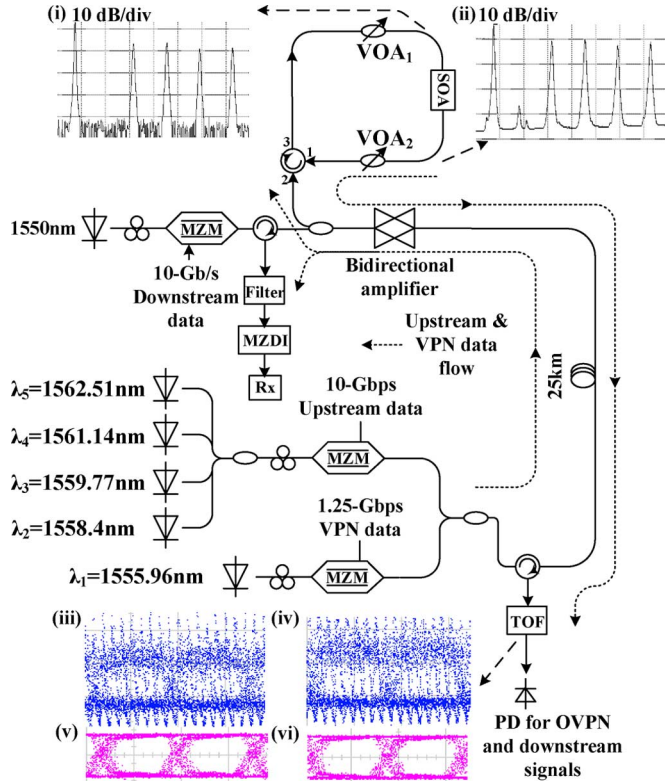 (i) 10 dB/div
(ii) 10 dB/div
VOA1
SOA
VOA2
3
1
2
1550nm
MZM
10-Gb/s
Downstream
data
Bidirectional
amplifier
Filter
MZDI
Rx
Upstream &
VPN data
flow
25km
λ5=1562.51nm
λ4=1561.14nm
λ3=1559.77nm
λ2=1558.4nm
10-Gbps
Upstream data
MZM
1.25-Gbps
VPN data
λ1=1555.96nm
MZM
TOF
(iii)
(iv)
(v)
(vi)
PD for OVPN
and downstream
signals